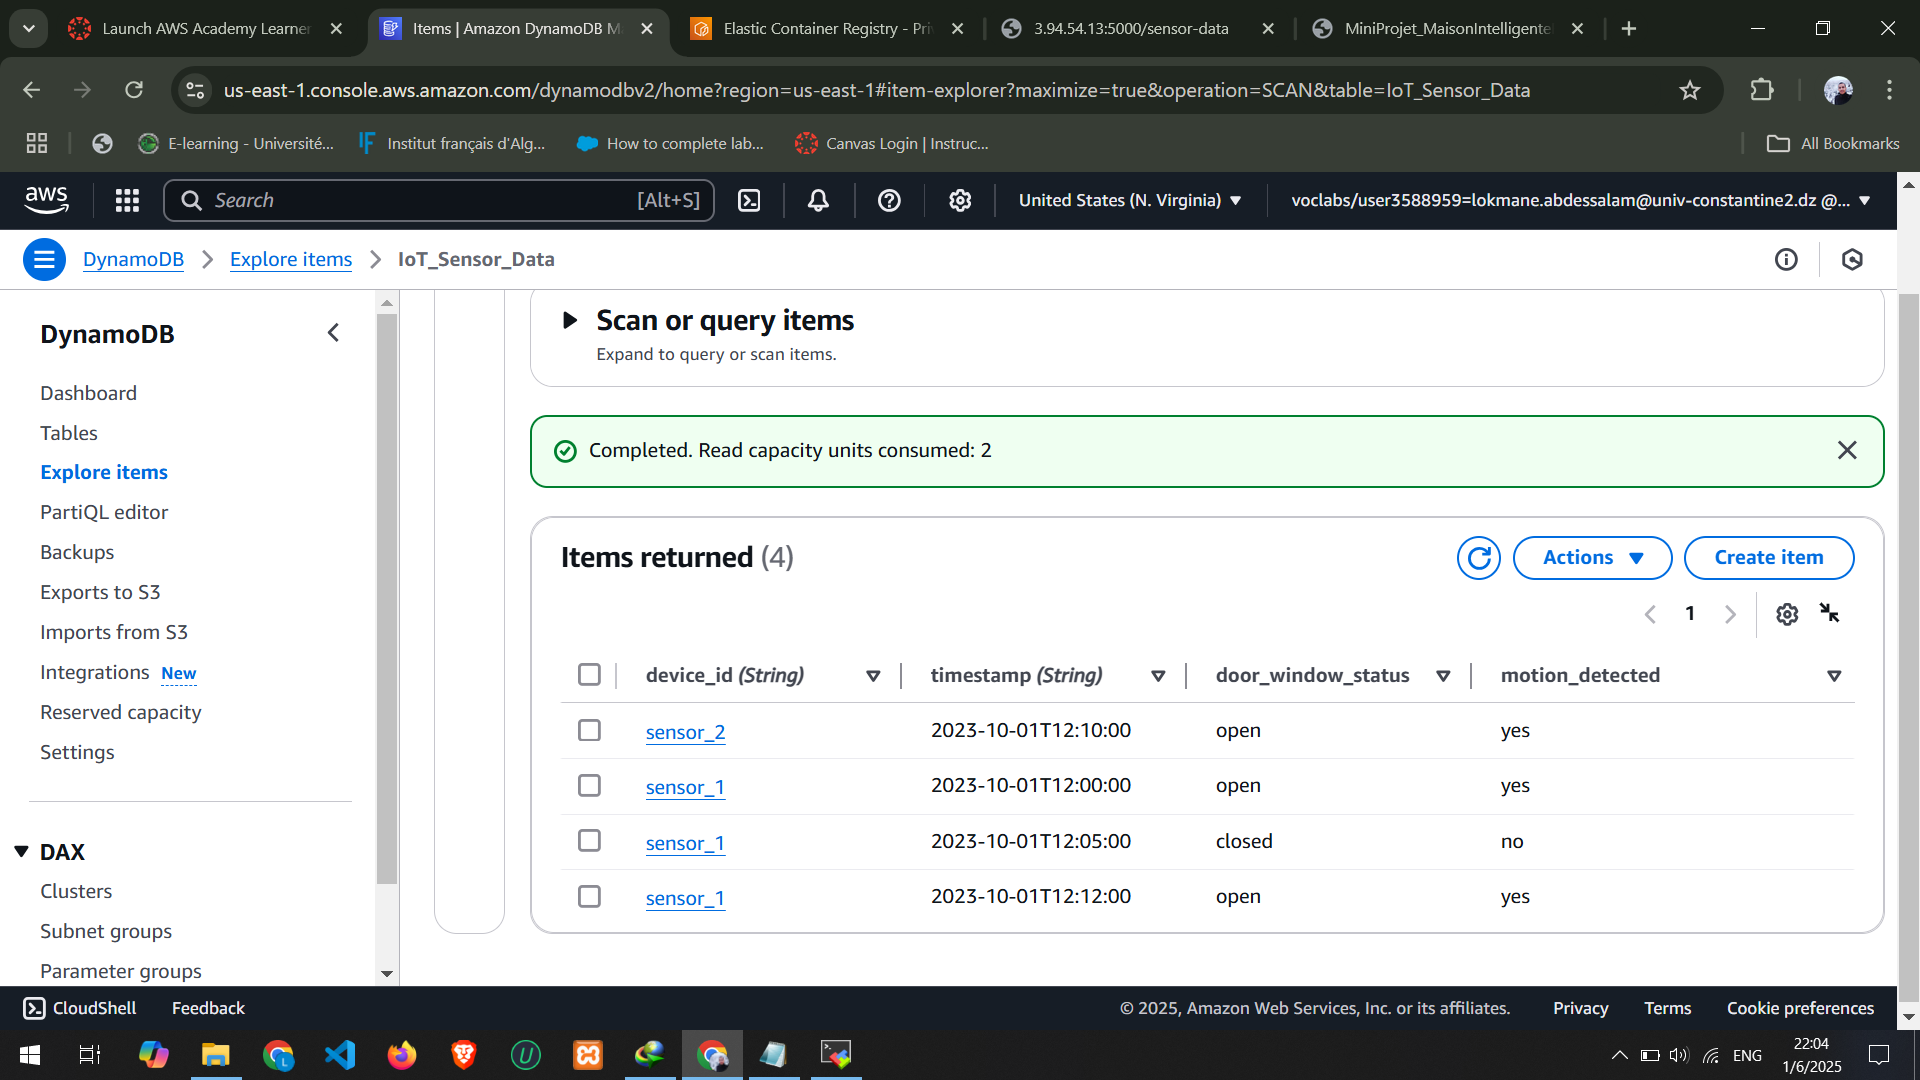 Launch AWS Academy Learner
Items | Amazon DynamoDB M
Elastic Container Registry - Pri
3.94.54.13:5000/sensor-data
MiniProjet_MaisonIntelligente
us-east-1.console.aws.amazon.com/dynamodbv2/home?region=us-east-1#item-explorer?maximize=true&operation=SCAN&table=IoT_Sensor_Data
E-learning - Université...
Institut français d'Alg...
How to complete lab...
Canvas Login | Instruc...
All Bookmarks
aws
Search
[Alt+S]
United States (N. Virginia)
voclabs/user3588959=lokmane.abdessalam@univ-constantine2.dz @...
DynamoDB
Explore items
IoT_Sensor_Data
DynamoDB
Dashboard
Tables
Explore items
PartiQL editor
Backups
Exports to S3
Imports from S3
Integrations New
Reserved capacity
Settings
DAX
Clusters
Subnet groups
Parameter groups
Scan or query items
Expand to query or scan items.
Completed. Read capacity units consumed: 2
Items returned (4)
Actions
Create item
1
device_id (String) timestamp (String) door_window_status motion_detected
sensor_2 2023-10-01T12:10:00 open yes
sensor_1 2023-10-01T12:00:00 open yes
sensor_1 2023-10-01T12:05:00 closed no
sensor_1 2023-10-01T12:12:00 open yes
CloudShell
Feedback
© 2025, Amazon Web Services, Inc. or its affiliates.
Privacy
Terms
Cookie preferences
ENG
22:04
1/6/2025